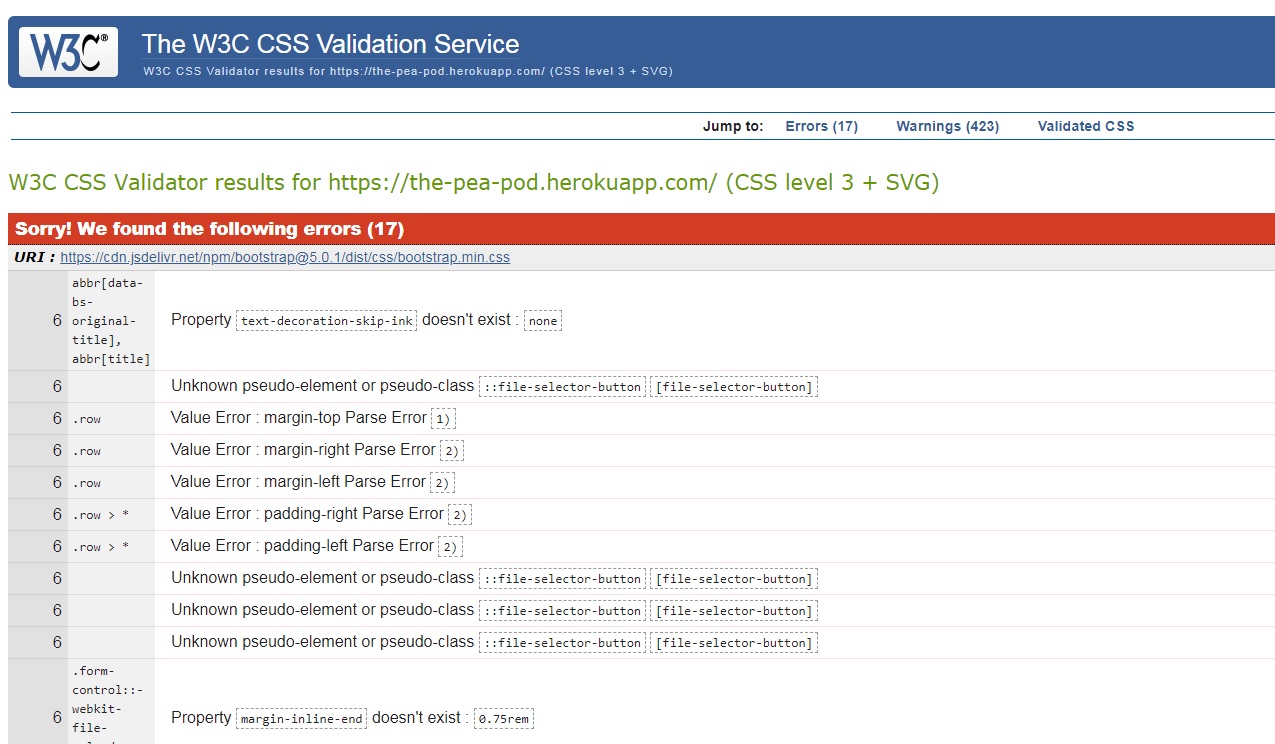 W3C®
The W3C CSS Validation Service
W3C CSS Validator results for https://the-pea-pod.herokuapp.com/ (CSS level 3 + SVG)
Jump to: Errors (17) Warnings (423) Validated CSS
W3C CSS Validator results for https://the-pea-pod.herokuapp.com/ (CSS level 3 + SVG)
Sorry! We found the following errors (17)
URI : https://cdn.jsdelivr.net/npm/bootstrap@5.0.1/dist/css/bootstrap.min.css
abbr[data-
bs-
original-
title],
abbr[title]
6 Property text-decoration-skip-ink doesn't exist : none
6 Unknown pseudo-element or pseudo-class ::file-selector-button [file-selector-button]
6 .row Value Error : margin-top Parse Error 1)
6 .row Value Error : margin-right Parse Error 2)
6 .row Value Error : margin-left Parse Error 2)
6 .row > * Value Error : padding-right Parse Error 2)
6 .row > * Value Error : padding-left Parse Error 2)
6 Unknown pseudo-element or pseudo-class ::file-selector-button [file-selector-button]
6 Unknown pseudo-element or pseudo-class ::file-selector-button [file-selector-button]
6 Unknown pseudo-element or pseudo-class ::file-selector-button [file-selector-button]
.form-
control::-
webkit-
file-
6 Property margin-inline-end doesn't exist : 0.75rem